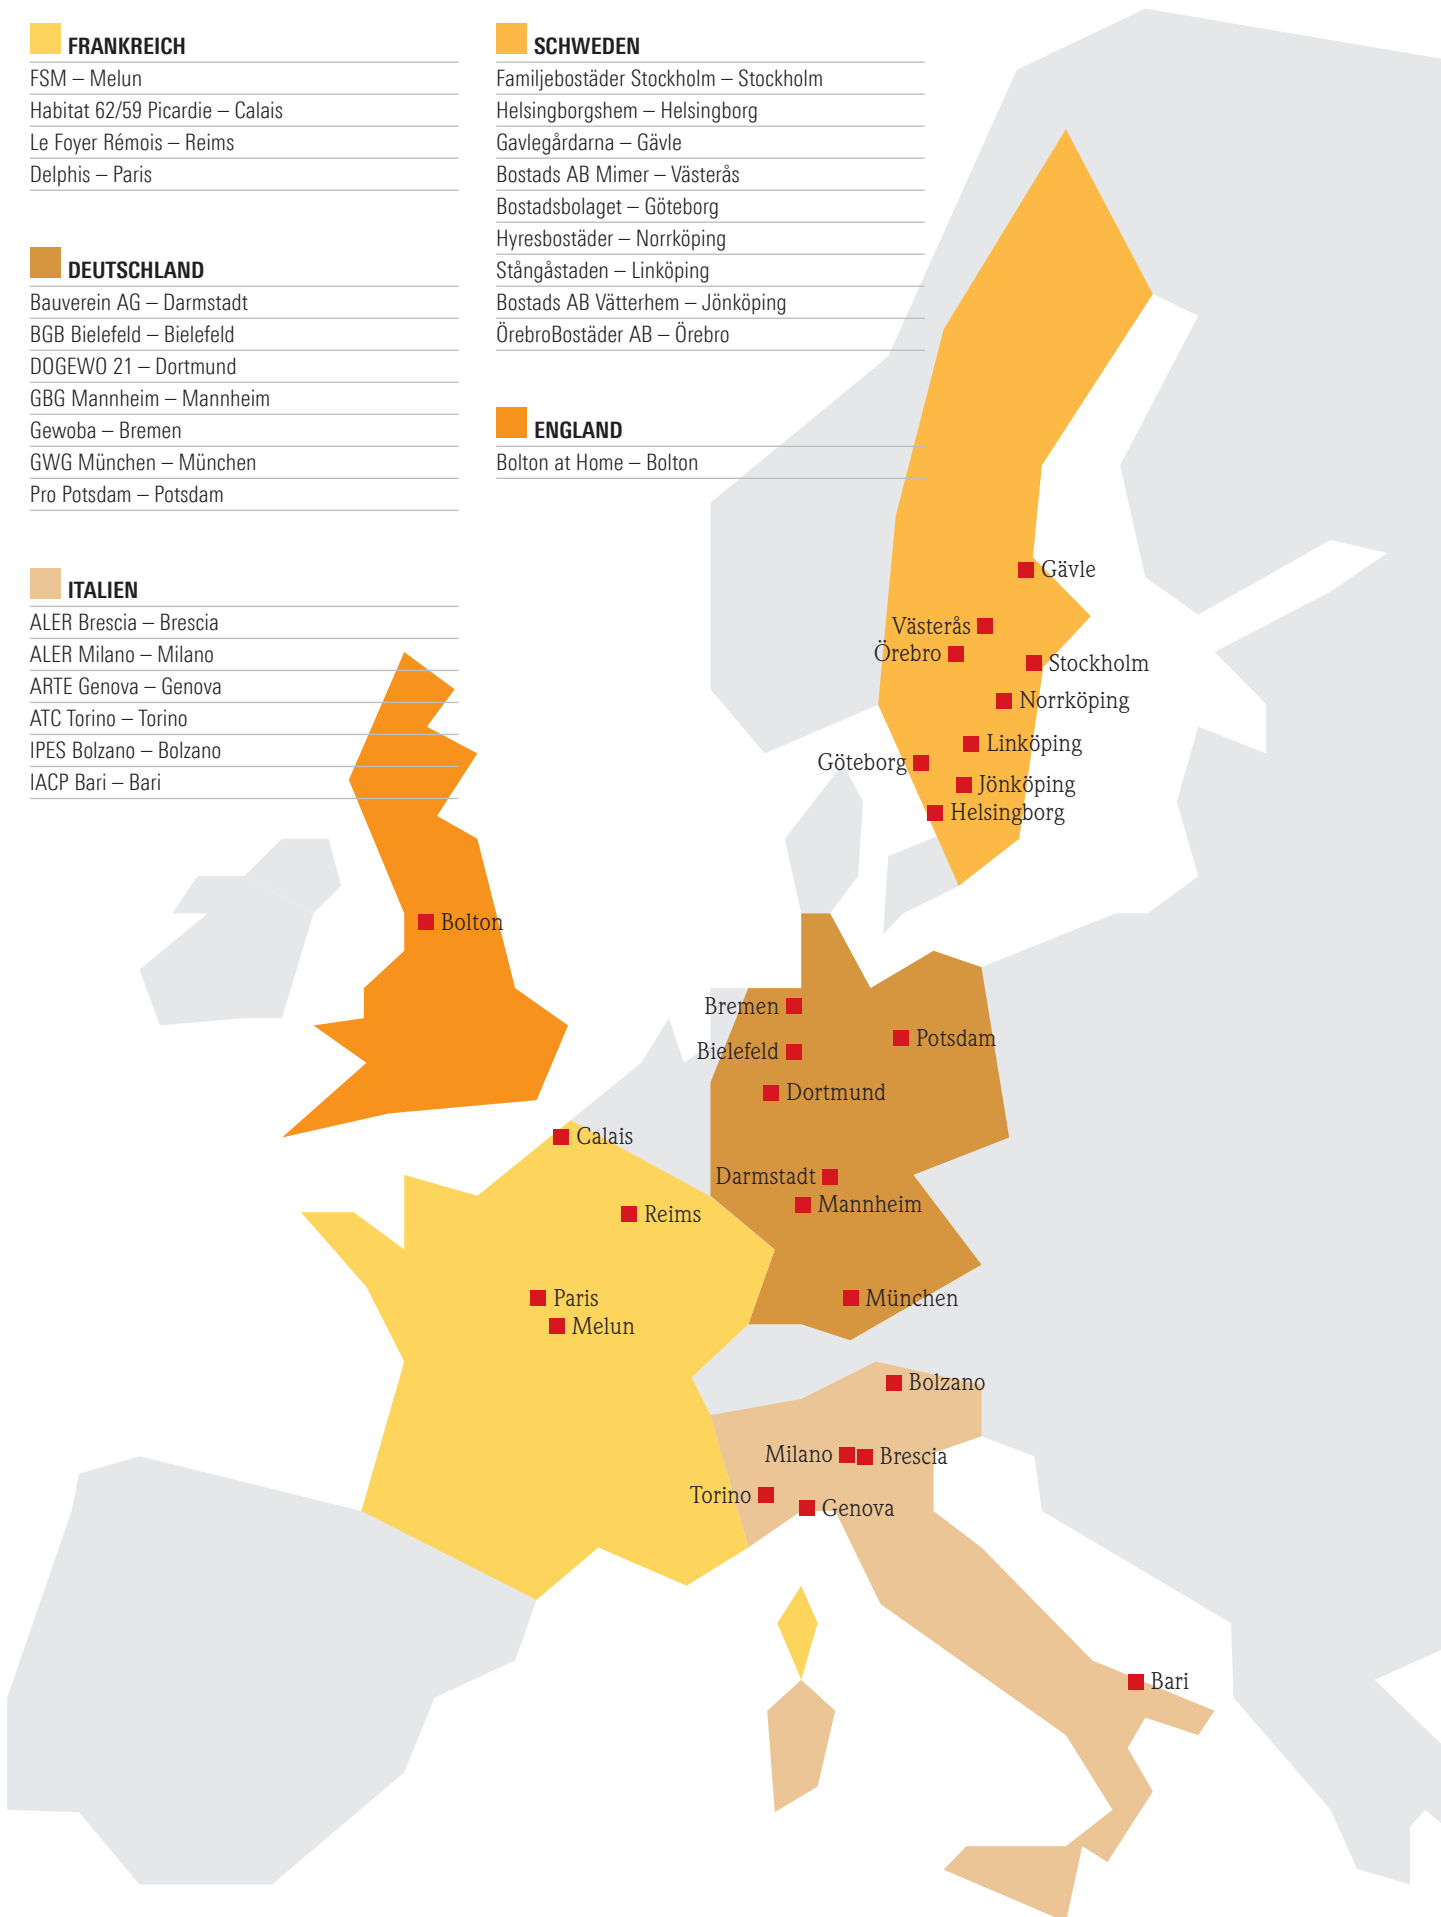 FRANKREICH
FSM – Melun
Habitat 62/59 Picardie – Calais
Le Foyer Rémois – Reims
Delphis – Paris
DEUTSCHLAND
Bauverein AG – Darmstadt
BGB Bielefeld – Bielefeld
DOGEWO 21 – Dortmund
GBG Mannheim – Mannheim
Gewoba – Bremen
GWG München – München
Pro Potsdam – Potsdam
ITALIEN
ALER Brescia – Brescia
ALER Milano – Milano
ARTE Genova – Genova
ATC Torino – Torino
IPES Bolzano – Bolzano
IACP Bari – Bari
SCHWEDEN
Familjebostäder Stockholm – Stockholm
Helsingborgshem – Helsingborg
Gavlegårdarna – Gävle
Bostads AB Mimer – Västerås
Bostadsbolaget – Göteborg
Hyresbostäder – Norrköping
Stångåstaden – Linköping
Bostads AB Vätterhem – Jönköping
ÖrebroBostäder AB – Örebro
ENGLAND
Bolton at Home – Bolton
Gävle
Västerås
Örebro
Stockholm
Norrköping
Linköping
Göteborg
Jönköping
Helsingborg
Bolton
Bremen
Potsdam
Bielefeld
Dortmund
Calais
Darmstadt
Mannheim
Reims
Paris
München
Melun
Bolzano
Milano
Brescia
Torino
Genova
Bari